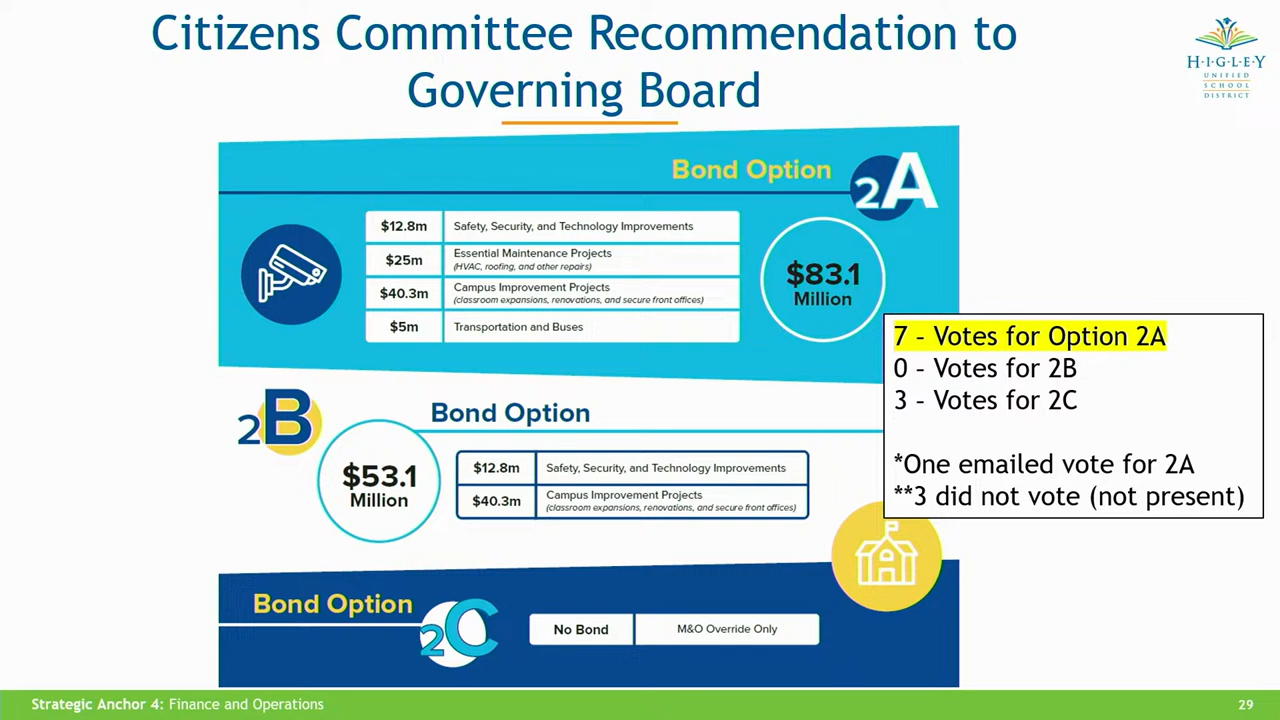 Citizens Committee Recommendation to
Governing Board
H·I·G·L·E·Y
UNIFIED
SCHOOL
DISTRICT
Bond Option
2A
$12.8m Safety, Security, and Technology Improvements
$25m Essential Maintenance Projects
(HVAC, roofing, and other repairs)
$40.3m Campus Improvement Projects
(classroom expansions, renovations, and secure front offices)
$5m Transportation and Buses
$83.1
Million
7 – Votes for Option 2A
0 – Votes for 2B
3 – Votes for 2C
*One emailed vote for 2A
**3 did not vote (not present)
2B
Bond Option
$53.1
Million
$12.8m Safety, Security, and Technology Improvements
$40.3m Campus Improvement Projects
(classroom expansions, renovations, and secure front offices)
Bond Option
2C
No Bond M&O Override Only
Strategic Anchor 4: Finance and Operations
29